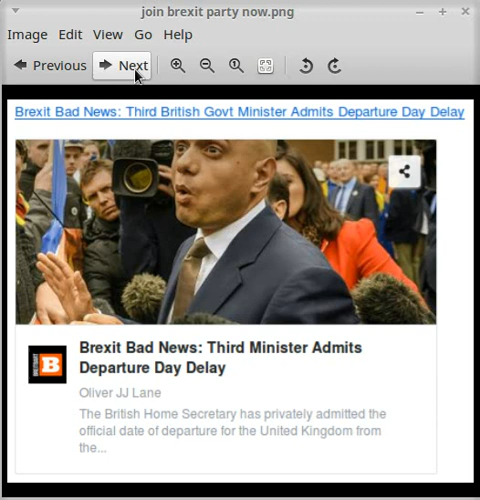 join brexit party now.png
Image Edit View Go Help
Previous Next
Brexit Bad News: Third British Govt Minister Admits Departure Day Delay
BREITBART
B
Brexit Bad News: Third Minister Admits
Departure Day Delay
Oliver JJ Lane
The British Home Secretary has privately admitted the
official date of departure for the United Kingdom from
the...